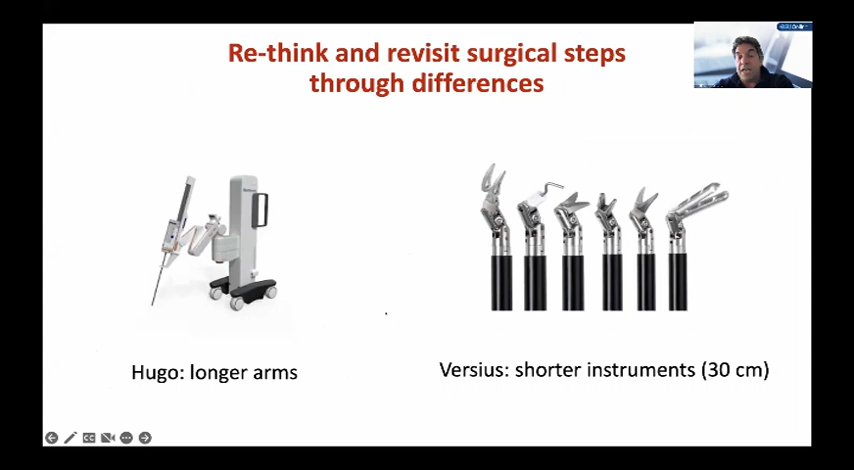 Re-think and revisit surgical steps
through differences
Hugo: longer arms
Versius: shorter instruments (30 cm)